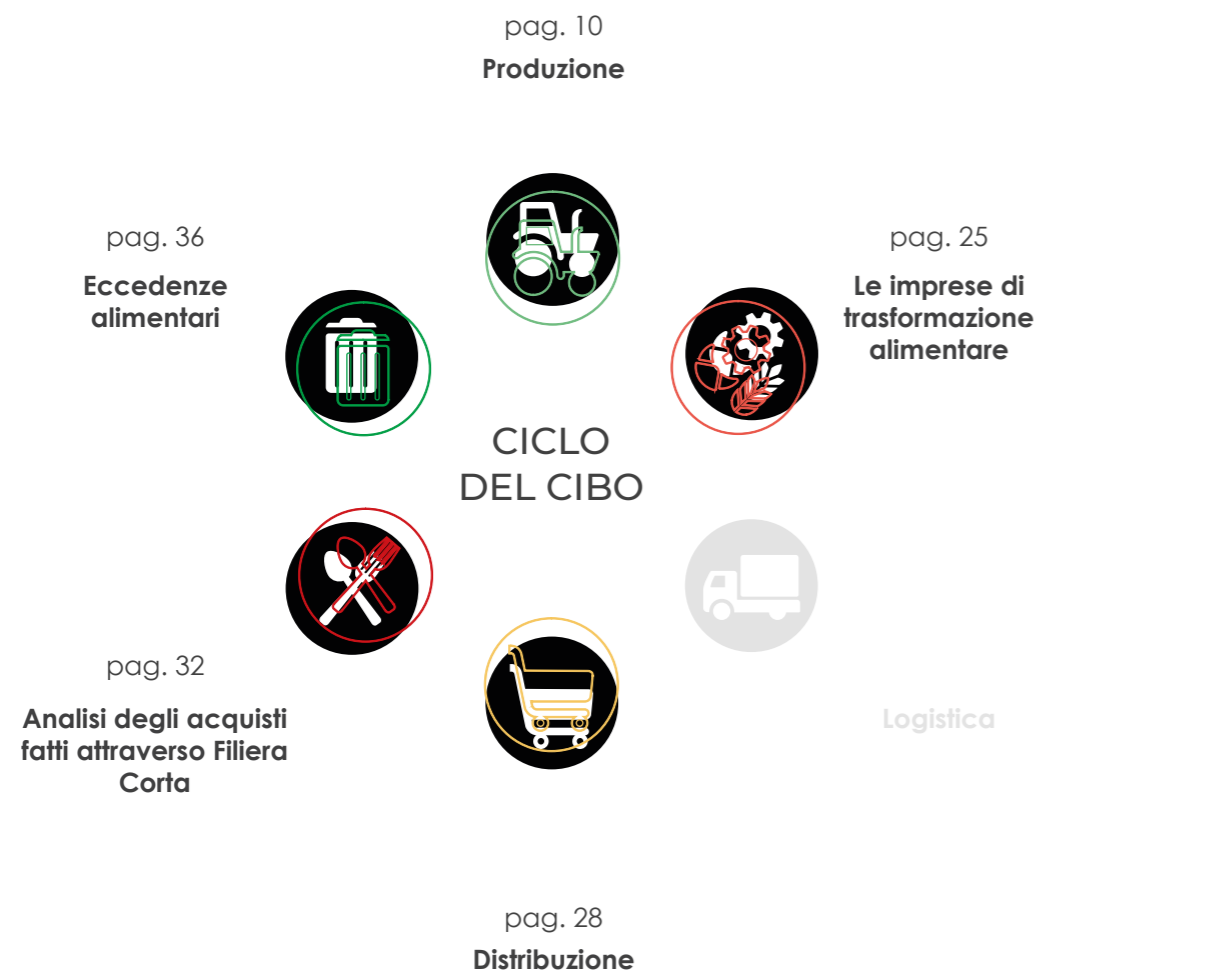 pag. 10
Produzione
pag. 36
Eccedenze
alimentari
pag. 25
Le imprese di
trasformazione
alimentare
CICLO
DEL CIBO
pag. 32
Analisi degli acquisti
fatti attraverso Filiera
Corta
Logistica
pag. 28
Distribuzione